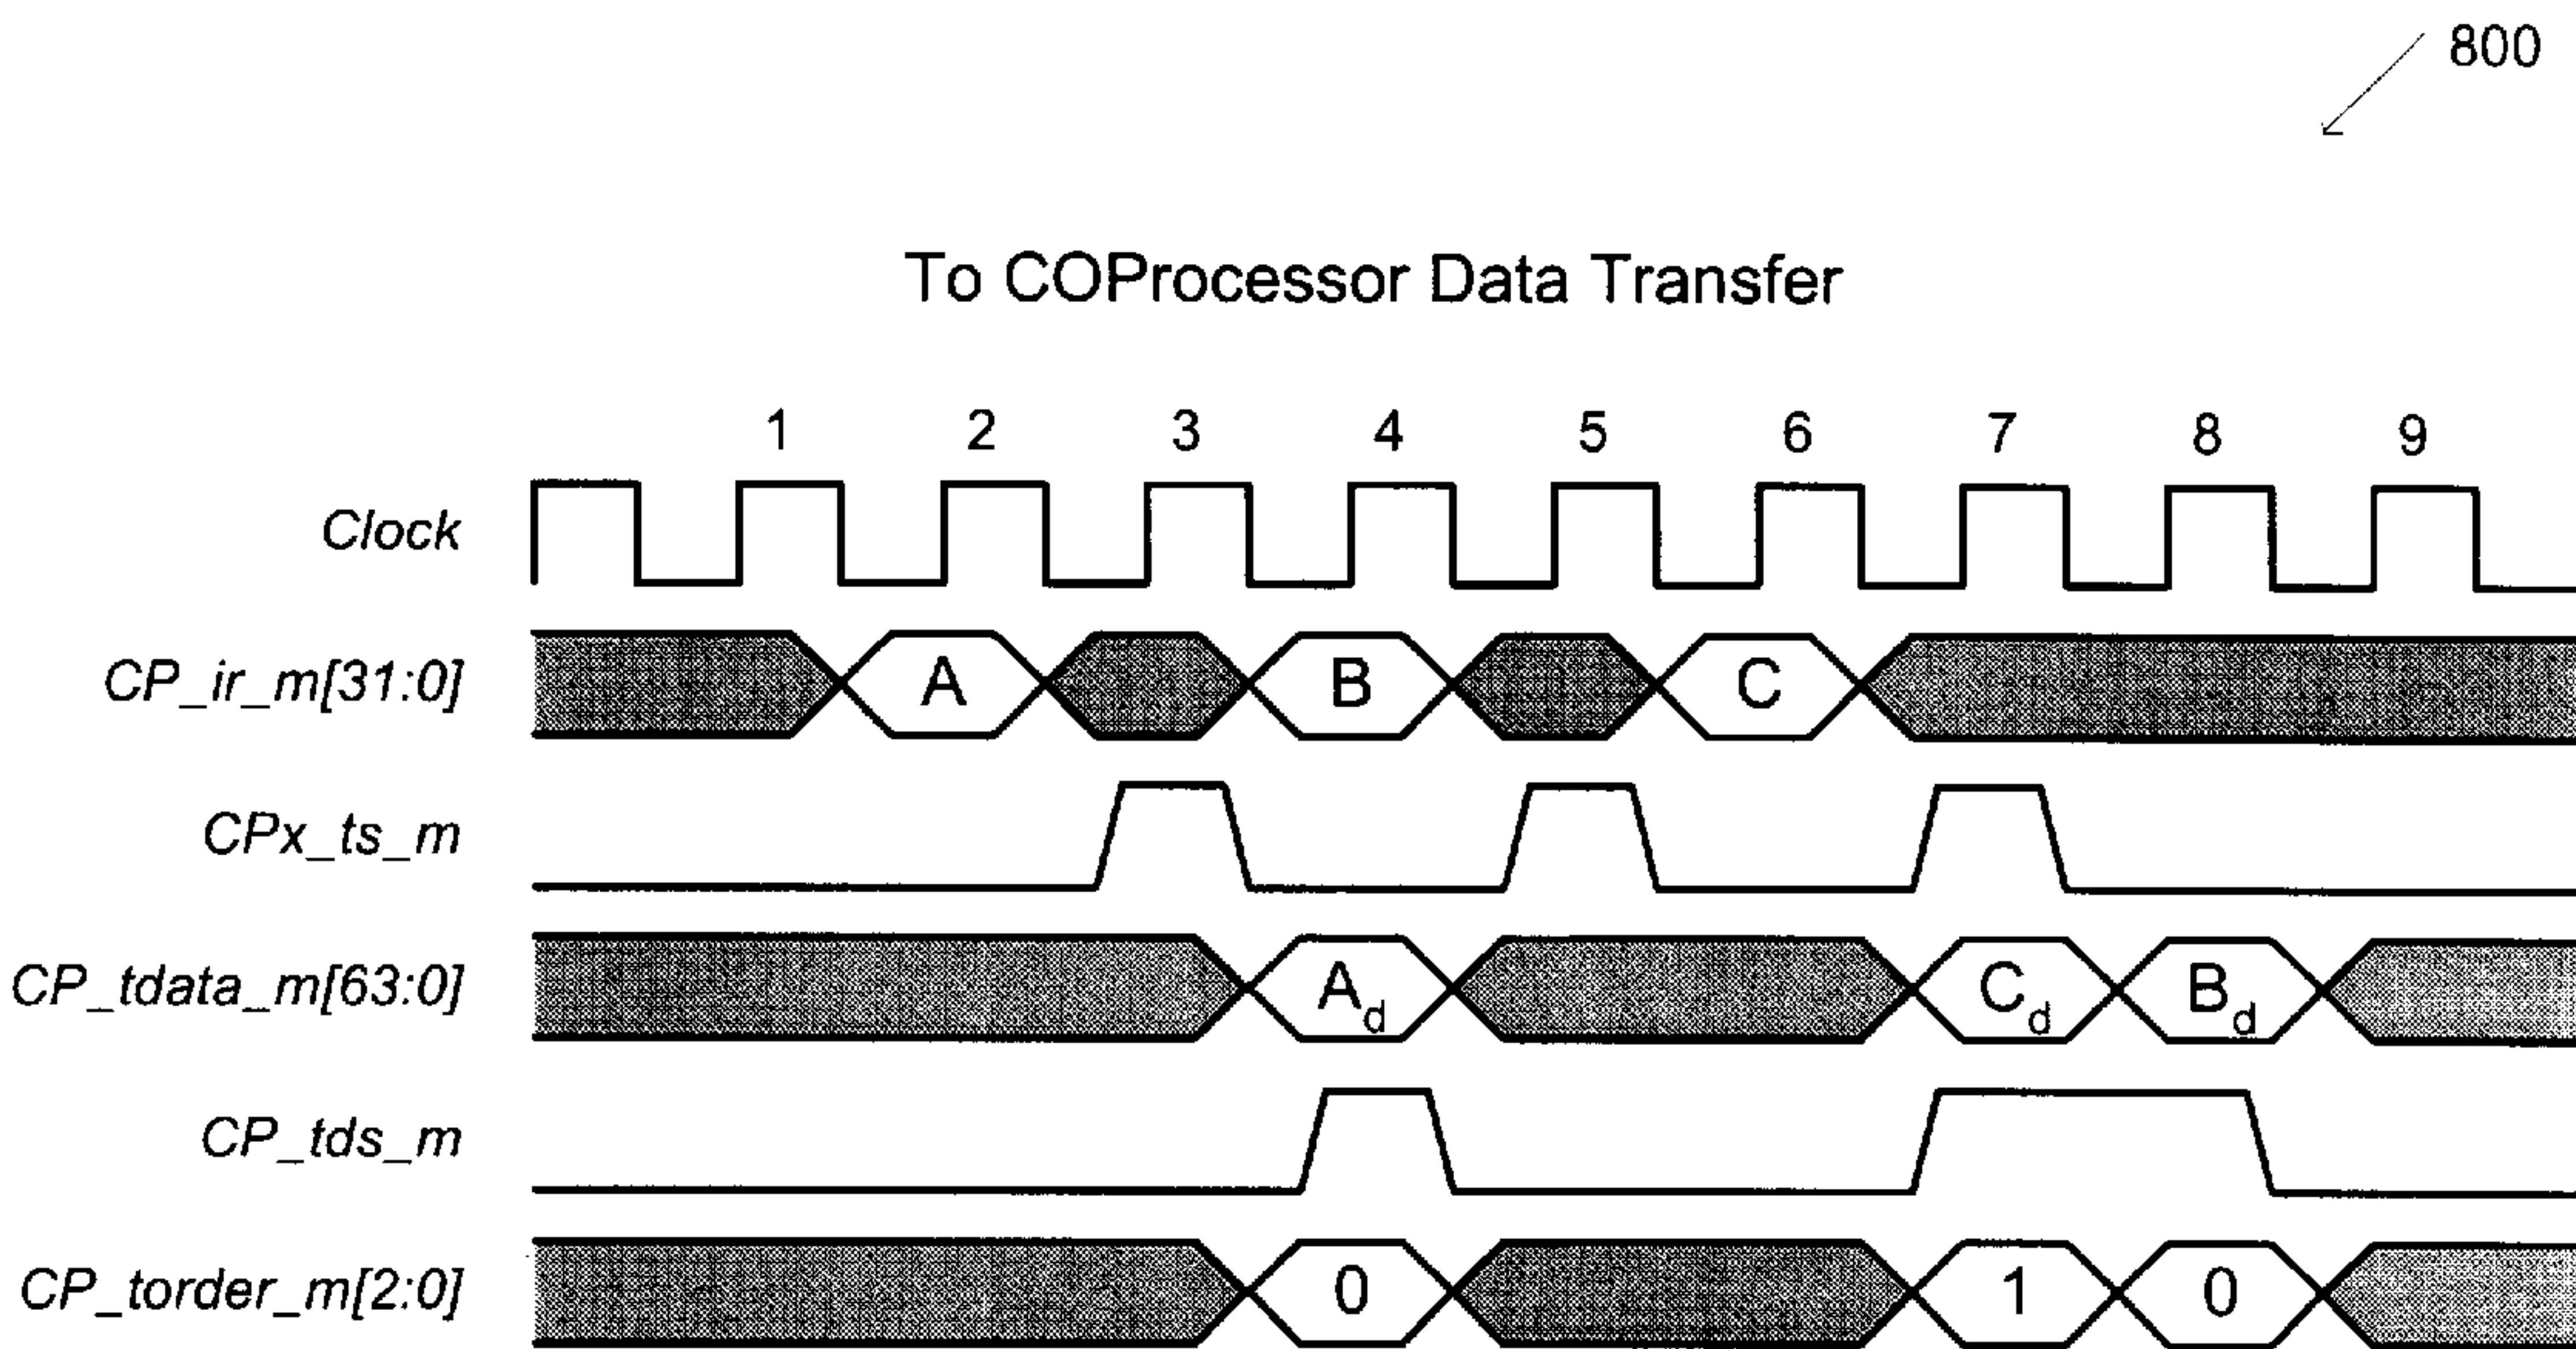 800
To COProcessor Data Transfer
1 2 3 4 5 6 7 8 9
Clock
CP_ir_m[31:0] A B C
CPx_ts_m
CP_tdata_m[63:0] Ad Cd Bd
CP_tds_m
CP_torder_m[2:0] 0 1 0